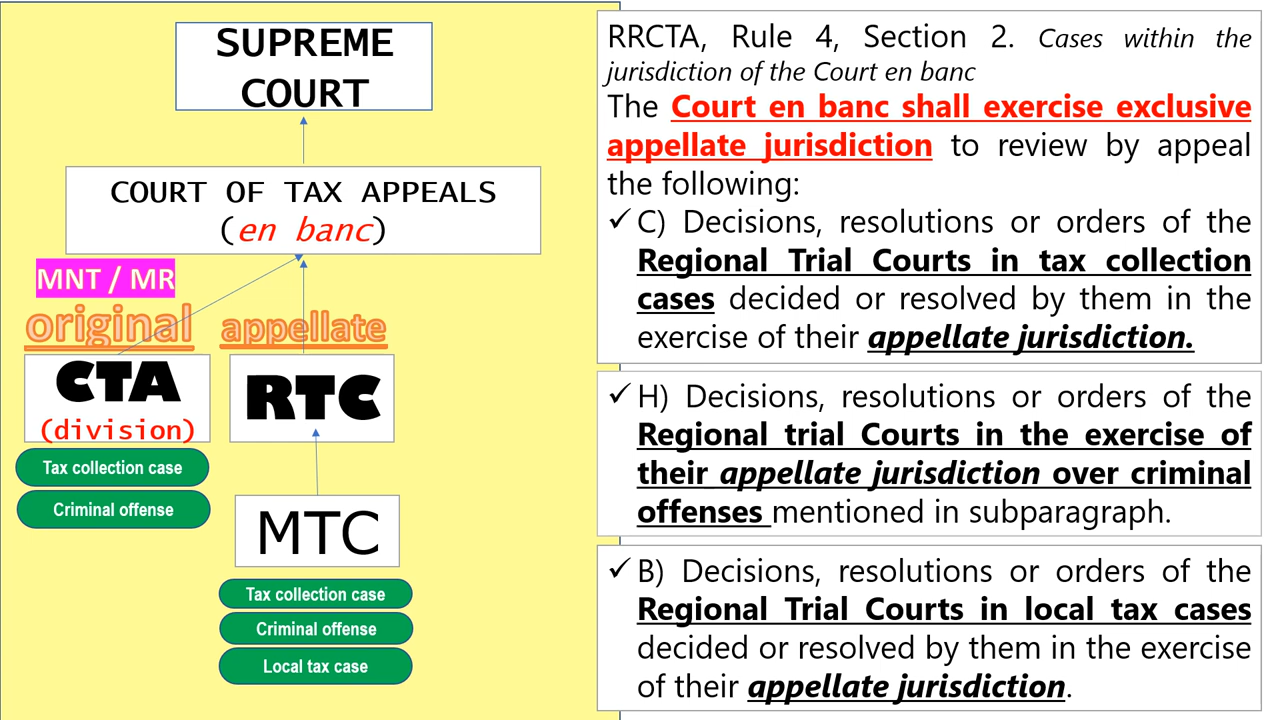 SUPREME
COURT
COURT OF TAX APPEALS
(en banc)
MNT / MR
original
appellate
CTA
(division)
RTC
Tax collection case
Criminal offense
MTC
Tax collection case
Criminal offense
Local tax case
RRCTA, Rule 4, Section 2. Cases within the
jurisdiction of the Court en banc
The Court en banc shall exercise exclusive
appellate jurisdiction to review by appeal
the following:
✓ C) Decisions, resolutions or orders of the
Regional Trial Courts in tax collection
cases decided or resolved by them in the
exercise of their appellate jurisdiction.
✓ H) Decisions, resolutions or orders of the
Regional trial Courts in the exercise of
their appellate jurisdiction over criminal
offenses mentioned in subparagraph.
✓ B) Decisions, resolutions or orders of the
Regional Trial Courts in local tax cases
decided or resolved by them in the exercise
of their appellate jurisdiction.